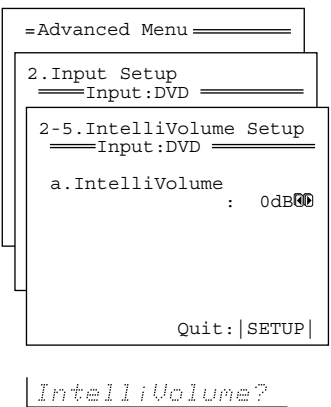 Advanced Menu
2.Input Setup
Input:DVD
2-5.IntelliVolume Setup
Input:DVD
a.IntelliVolume
: 0dB
Quit:|SETUP|
IntelliVolume?